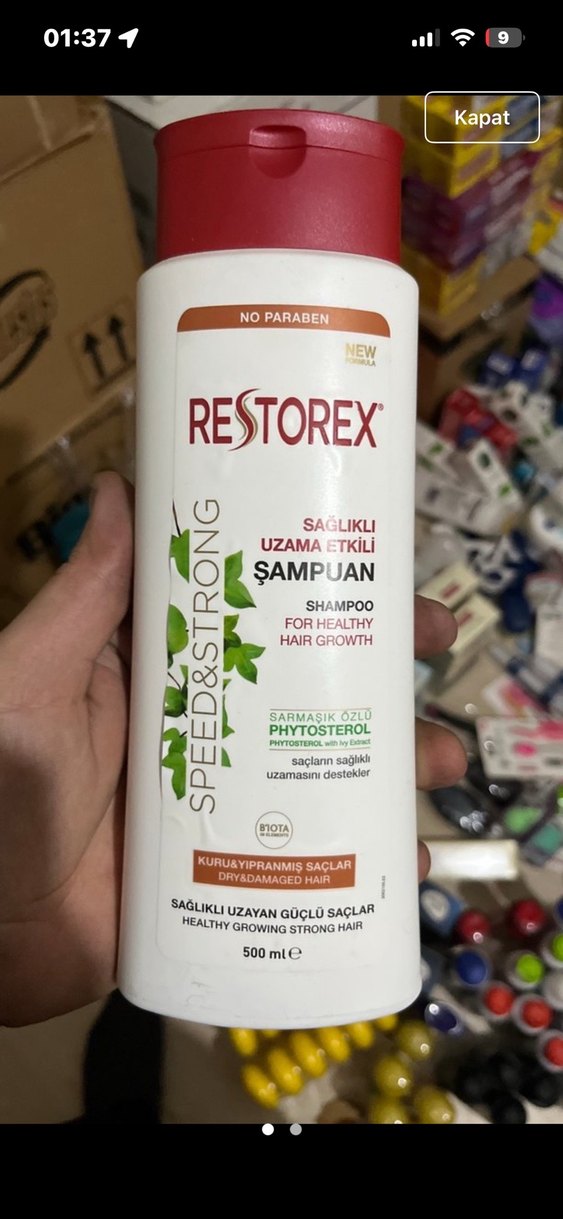 01:37
9
Kapat
NO PARABEN
NEW
FORMULA
RESTOREX®
SPEED&STRONG
SAĞLIKLI
UZAMA ETKİLİ
ŞAMPUAN
SHAMPOO
FOR HEALTHY
HAIR GROWTH
SARMAŞIK ÖZLÜ
PHYTOSTEROL
PHYTOSTEROL with Ivy Extract
saçların sağlıklı
uzamasını destekler
B'IOTA
KURU&YIPRANMIŞ SAÇLAR
DRY&DAMAGED HAIR
SAĞLIKLI UZAYAN GÜÇLÜ SAÇLAR
HEALTHY GROWING STRONG HAIR
500 ml ℮